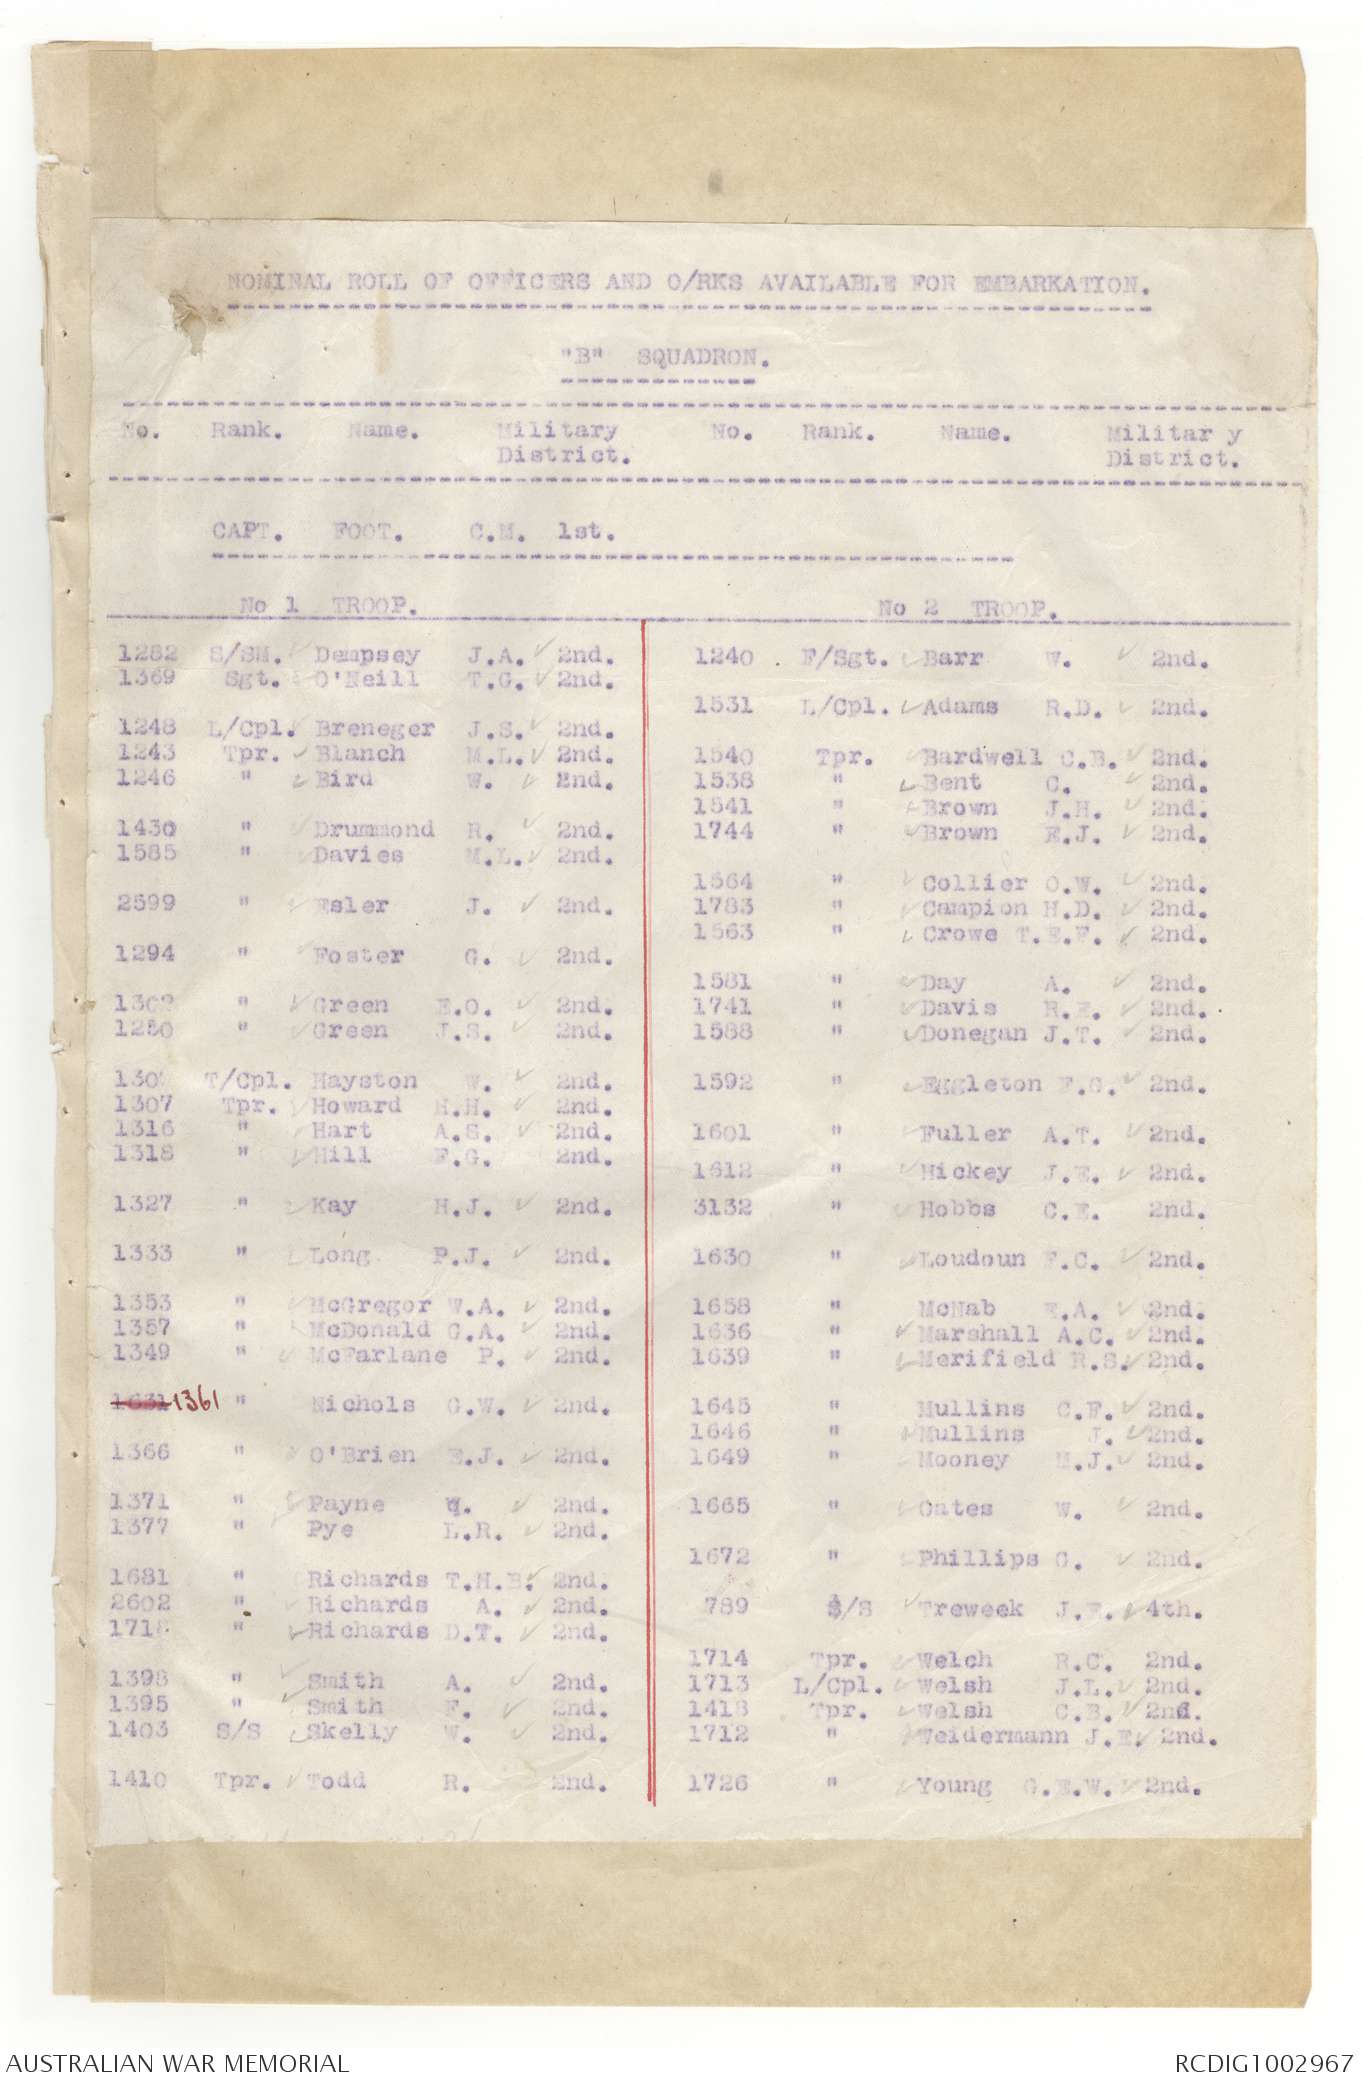 NOMINAL ROLL OF OFFICERS AND O/RKS AVAILABLE FOR EMBARKATION.
"B" SQUADRON.
No. Rank. Name. Military District. No. Rank. Name. Militar y District.
CAPT. FOOT. C.M. 1st.
No 1 TROOP.
1282 S/SM. Dempsey J.A. 2nd.
1369 Sgt. O'Neill T.G. 2nd.
1248 L/Cpl. Breneger J.S. 2nd.
1243 Tpr. Blanch M.L. 2nd.
1246 " Bird W. 2nd.
1430 " Drummond R. 2nd.
1585 " Davies M.L. 2nd.
2599 " Esler J. 2nd.
1294 " Foster G. 2nd.
" Green E.O. 2nd.
1250 " Green J.S. 2nd.
T/Cpl. Hayston W. 2nd.
1307 Tpr. Howard H.H. 2nd.
1316 " Hart A.S. 2nd.
1318 " Hill F.G. 2nd.
1327 " Kay H.J. 2nd.
1333 " Long P.J. 2nd.
1353 " McGregor W.A. 2nd.
1357 " McDonald G.A. 2nd.
1349 " McFarlane P. 2nd.
1631 1361 " Nichols G.W. 2nd.
1366 " O'Brien E.J. 2nd.
1371 " Payne 2nd.
1377 " Pye L.R. 2nd.
1681 " Richards T.H.B. 2nd.
2602 " Richards A. 2nd.
" Richards D.T. 2nd.
1398 " Smith A. 2nd.
1395 " Smith F. 2nd.
1403 S/S Skelly W. 2nd.
1410 Tpr. Todd R. 2nd.
No 2 TROOP.
1240 F/Sgt. Barr W. 2nd.
1531 L/Cpl. Adams R.D. 2nd.
1540 Tpr. Bardwell C.B. 2nd.
1538 " Bent C. 2nd.
1541 " Brown J.H. 2nd.
1744 " Brown E.J. 2nd.
1564 " Collier O.W. 2nd.
1783 " Campion H.D. 2nd.
1563 " Crowe T.E.F. 2nd.
1581 " Day A. 2nd.
1741 " Davis R.E. 2nd.
1588 " Donegan J.T. 2nd.
1592 " Eggleton F.G. 2nd.
1601 " Fuller A.T. 2nd.
1612 " Hickey J.E. 2nd.
3132 " Hobbs C.E. 2nd.
1630 " Loudoun F.C. 2nd.
1658 " McNab E.A. 2nd.
1636 " Marshall A.C. 2nd.
1639 " Merifield R.S. 2nd.
1645 " Mullins C.F. 2nd.
1646 " Mullins J. 2nd.
1649 " Mooney M.J. 2nd.
1665 " Oates W. 2nd.
1672 " Phillips G. 2nd.
789 S/S Treweek J.F. 4th.
1714 Tpr. Welch R.C. 2nd.
1713 L/Cpl. Welsh J.L. 2nd.
1418 Tpr. Welsh C.B. 2nd.
1712 " Weidermann J.E. 2nd.
1726 " Young G.E.W. 2nd.
AUSTRALIAN WAR MEMORIAL RCDIG1002967